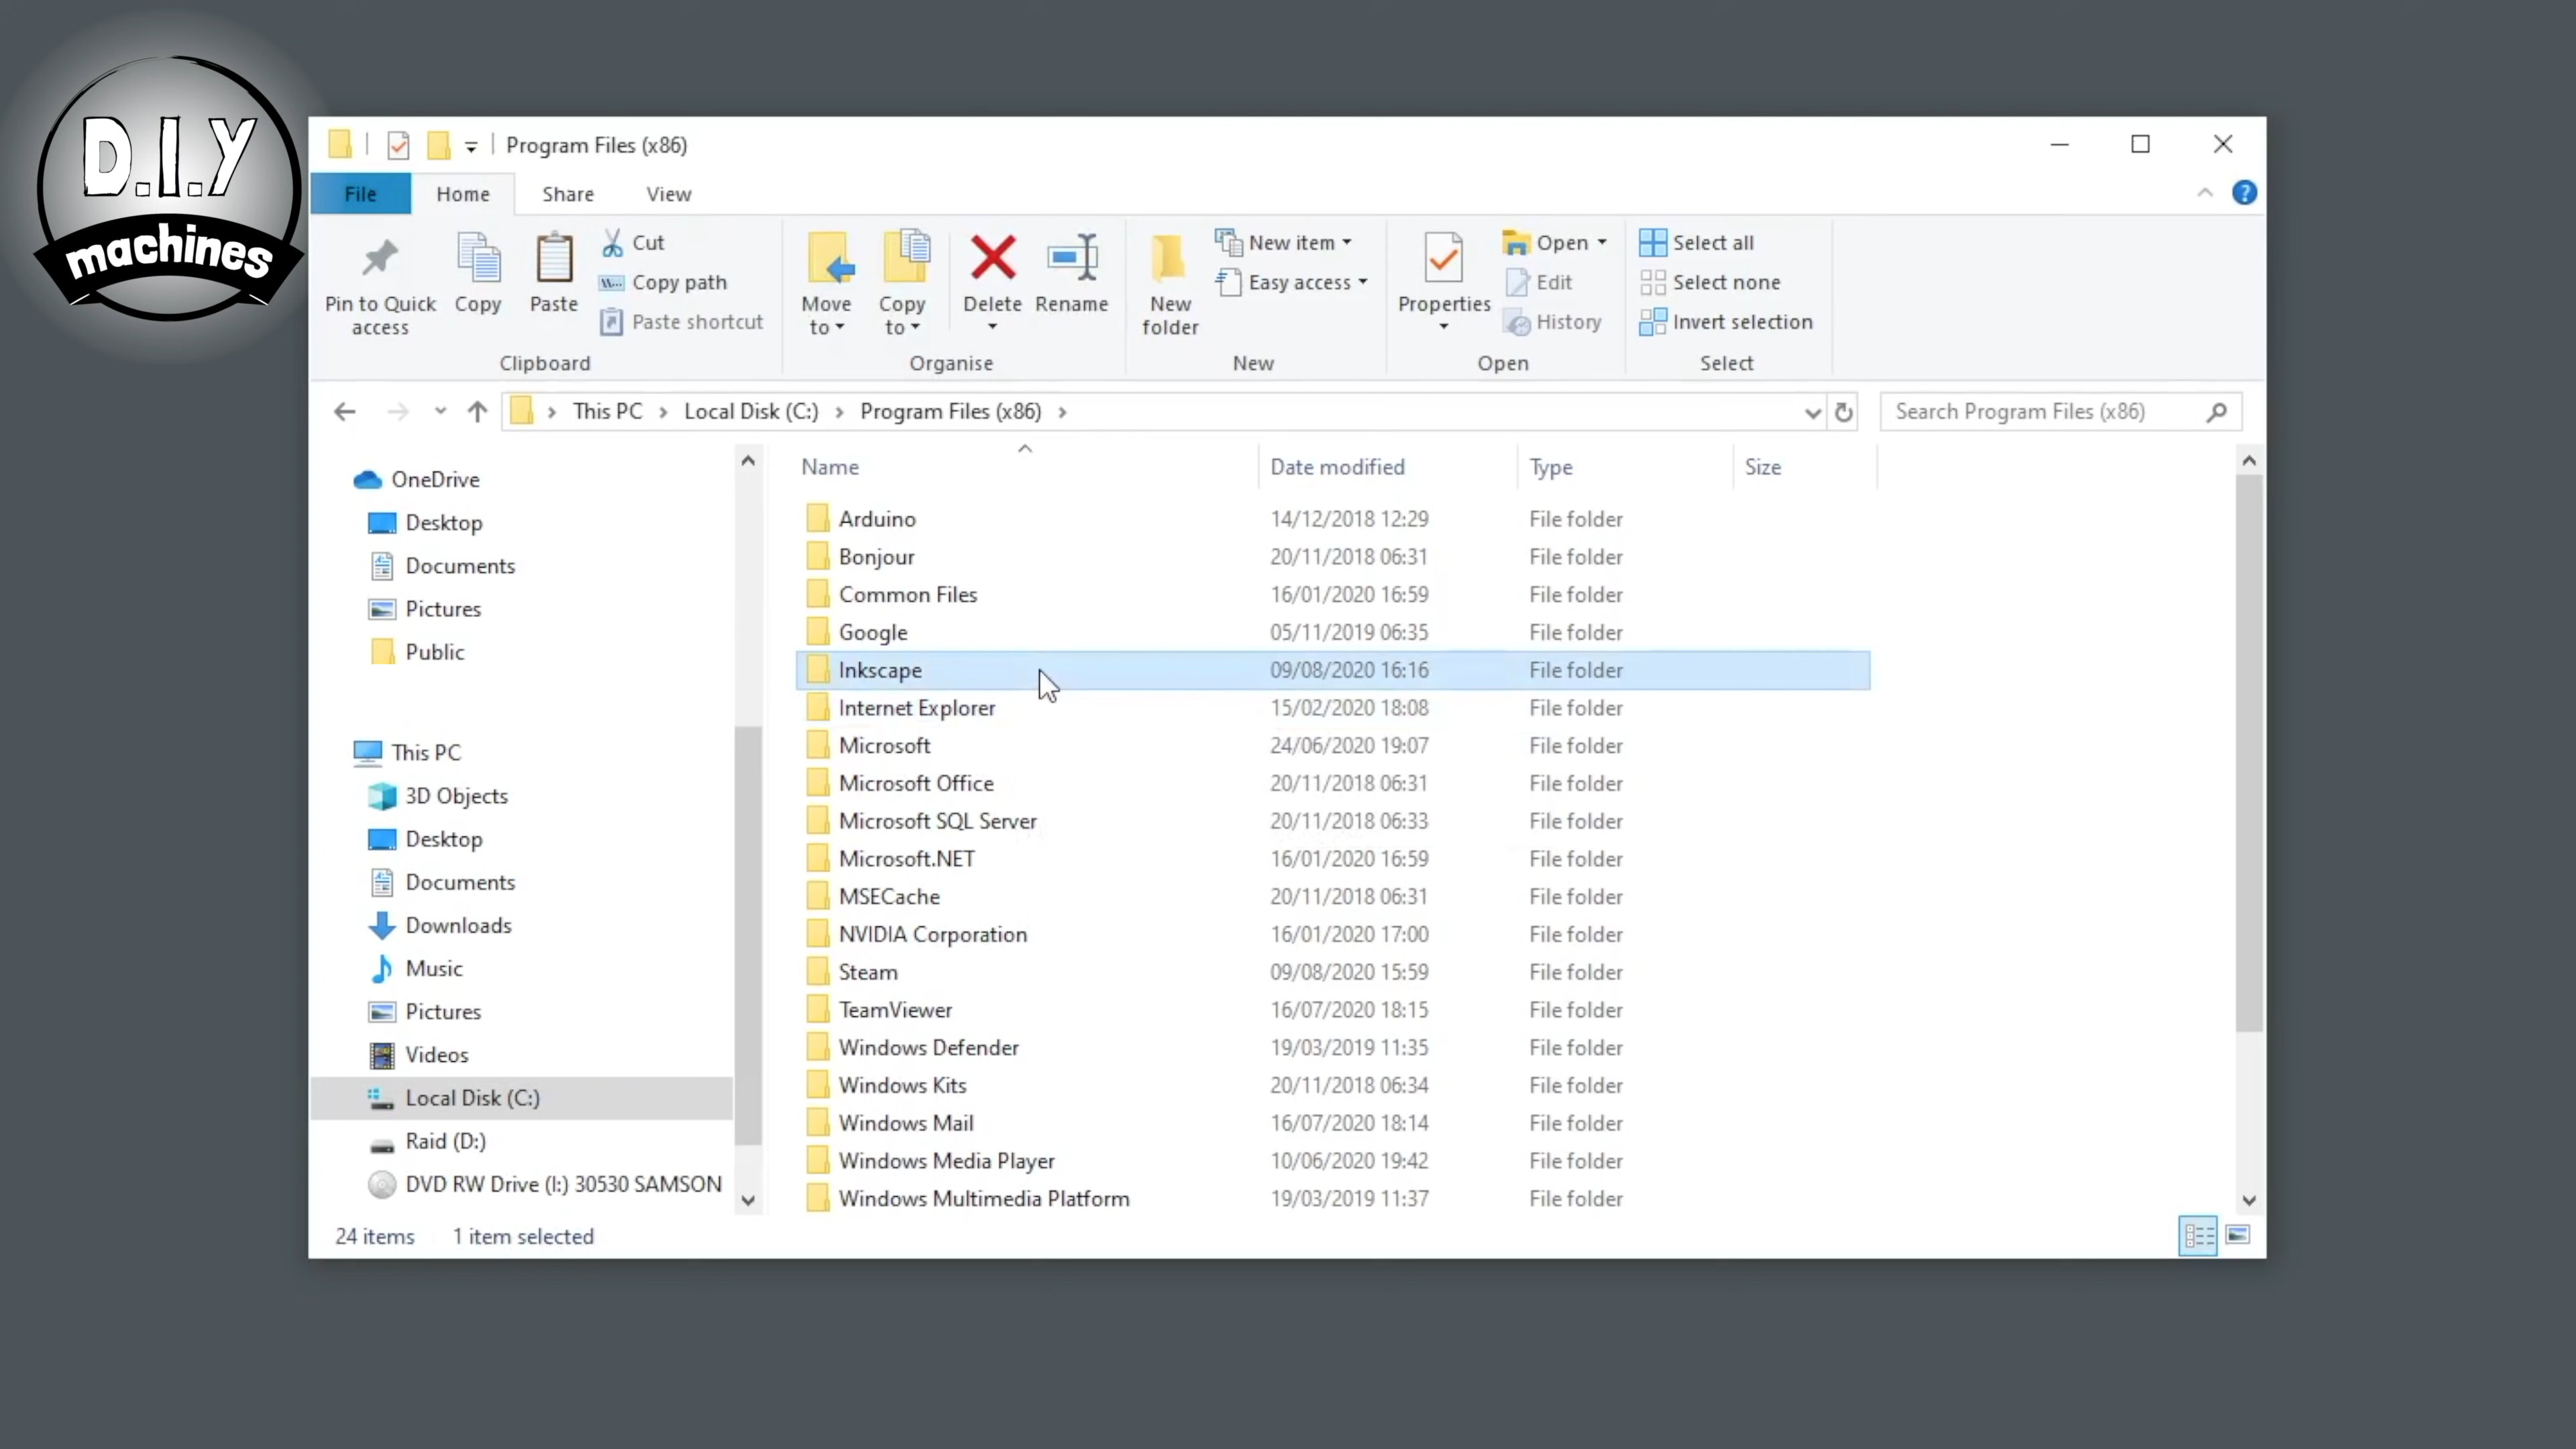 D.I.Y
machines
Program Files (x86)
File Home Share View
Pin to Quick access
Copy
Paste
Cut
Copy path
Paste shortcut
Clipboard
Move to
Copy to
Delete
Rename
Organise
New folder
New item
Easy access
New
Properties
Open
Edit
History
Open
Select all
Select none
Invert selection
Select
This PC Local Disk (C:) Program Files (x86)
Search Program Files (x86)
OneDrive
Desktop
Documents
Pictures
Public
This PC
3D Objects
Desktop
Documents
Downloads
Music
Pictures
Videos
Local Disk (C:)
Raid (D:)
DVD RW Drive (I:) 30530 SAMSON
Name Date modified Type Size
Arduino 14/12/2018 12:29 File folder
Bonjour 20/11/2018 06:31 File folder
Common Files 16/01/2020 16:59 File folder
Google 05/11/2019 06:35 File folder
Inkscape 09/08/2020 16:16 File folder
Internet Explorer 15/02/2020 18:08 File folder
Microsoft 24/06/2020 19:07 File folder
Microsoft Office 20/11/2018 06:31 File folder
Microsoft SQL Server 20/11/2018 06:33 File folder
Microsoft.NET 16/01/2020 16:59 File folder
MSECache 20/11/2018 06:31 File folder
NVIDIA Corporation 16/01/2020 17:00 File folder
Steam 09/08/2020 15:59 File folder
TeamViewer 16/07/2020 18:15 File folder
Windows Defender 19/03/2019 11:35 File folder
Windows Kits 20/11/2018 06:34 File folder
Windows Mail 16/07/2020 18:14 File folder
Windows Media Player 10/06/2020 19:42 File folder
Windows Multimedia Platform 19/03/2019 11:37 File folder
24 items 1 item selected